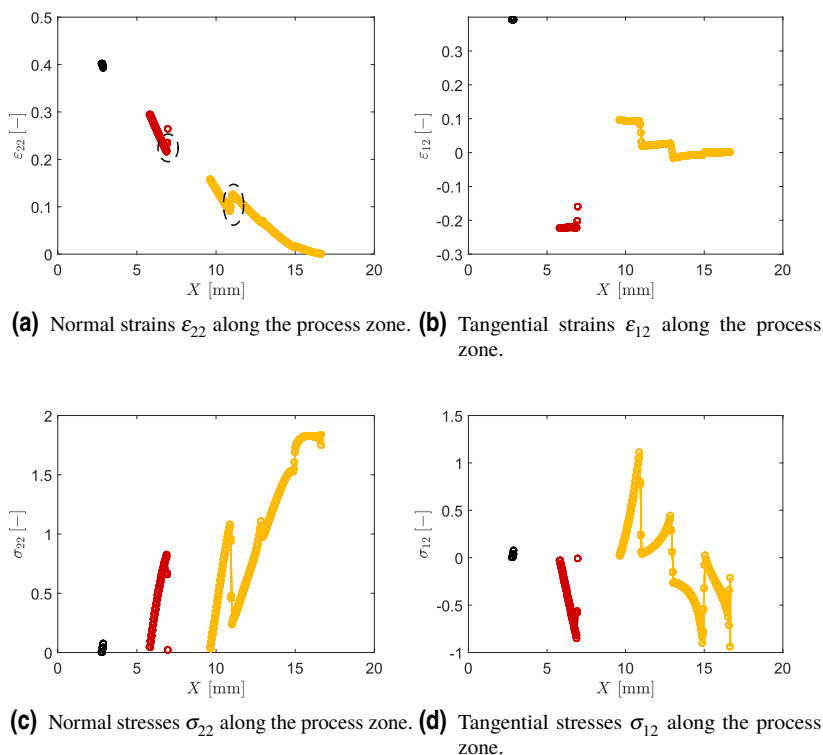 0.5
0.4
0.3
0.2
0.1
0
ε₂₂ [−]
0 5 10 15 20
X [mm]
(a) Normal strains ε₂₂ along the process zone.
0.3
0.2
0.1
0
-0.1
-0.2
-0.3
ε₁₂ [−]
0 5 10 15 20
X [mm]
(b) Tangential strains ε₁₂ along the process
zone.
2
1.5
1
0.5
0
σ₂₂ [−]
0 5 10 15 20
X [mm]
(c) Normal stresses σ₂₂ along the process zone.
1.5
1
0.5
0
-0.5
-1
σ₁₂ [−]
0 5 10 15 20
X [mm]
(d) Tangential stresses σ₁₂ along the process
zone.